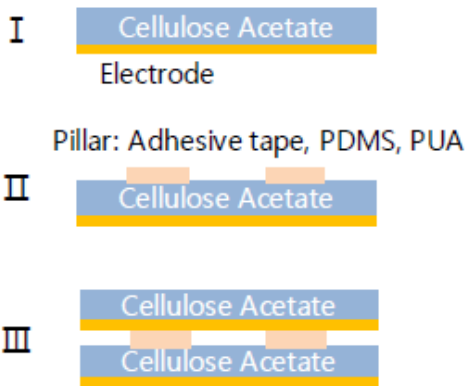 I
Cellulose Acetate
Electrode
Pillar: Adhesive tape, PDMS, PUA
II
Cellulose Acetate
Cellulose Acetate
III
Cellulose Acetate